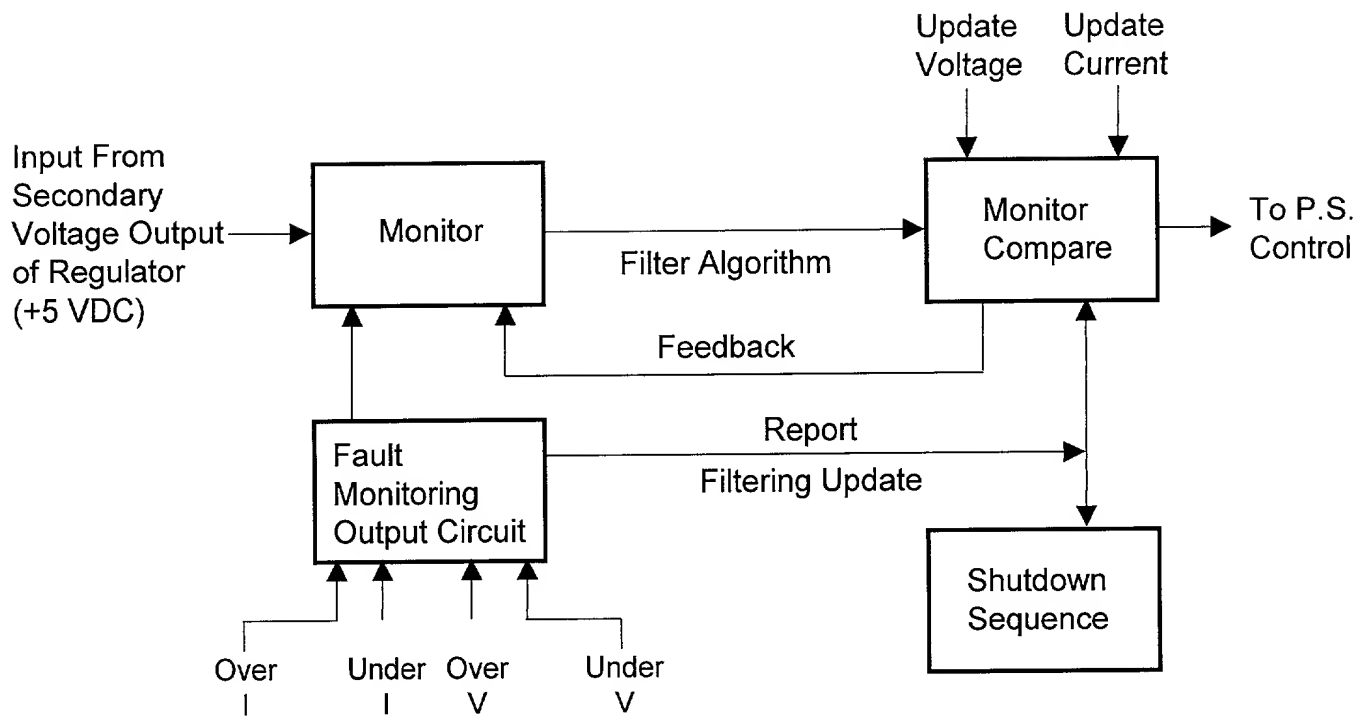 Update
Voltage
Update
Current
Input From
Secondary
Voltage Output
of Regulator
(+5 VDC)
Monitor
Filter Algorithm
Monitor
Compare
To P.S.
Control
Feedback
Fault
Monitoring
Output Circuit
Report
Filtering Update
Shutdown
Sequence
Over
I
Under
I
Over
V
Under
V